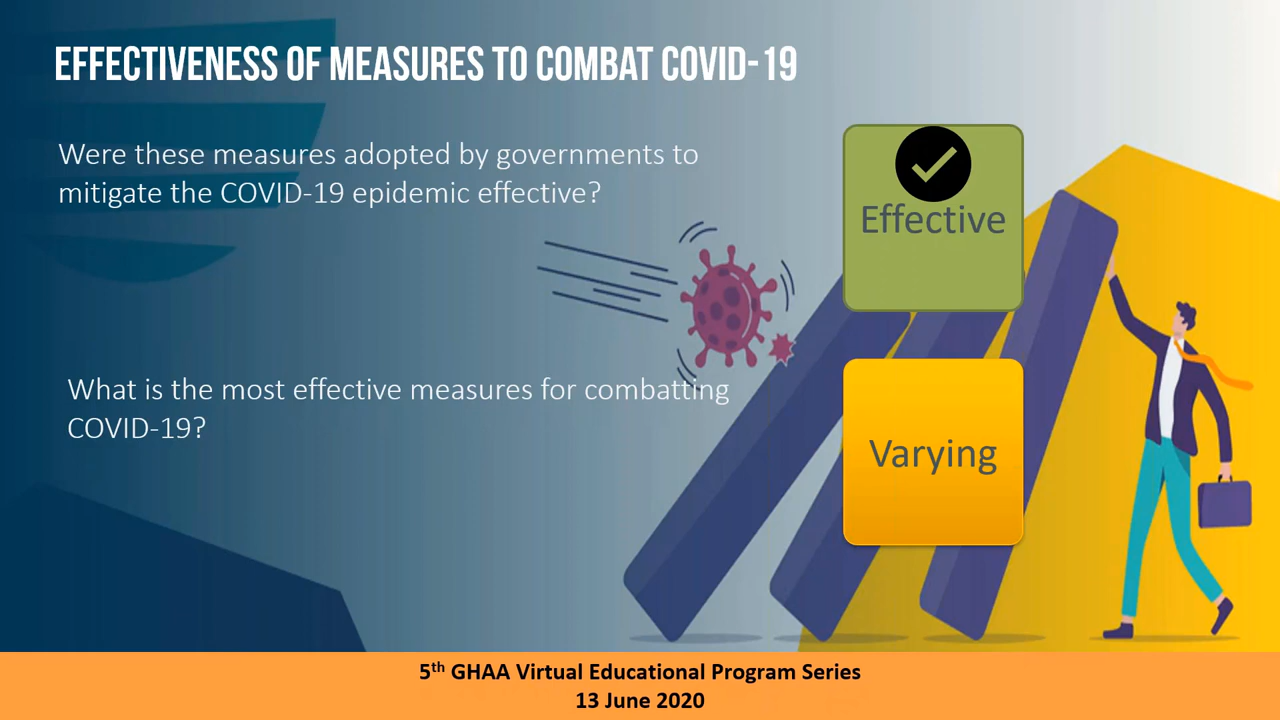 EFFECTIVENESS OF MEASURES TO COMBAT COVID-19
Were these measures adopted by governments to
mitigate the COVID-19 epidemic effective?
Effective
What is the most effective measures for combatting
COVID-19?
Varying
5th GHAA Virtual Educational Program Series
13 June 2020